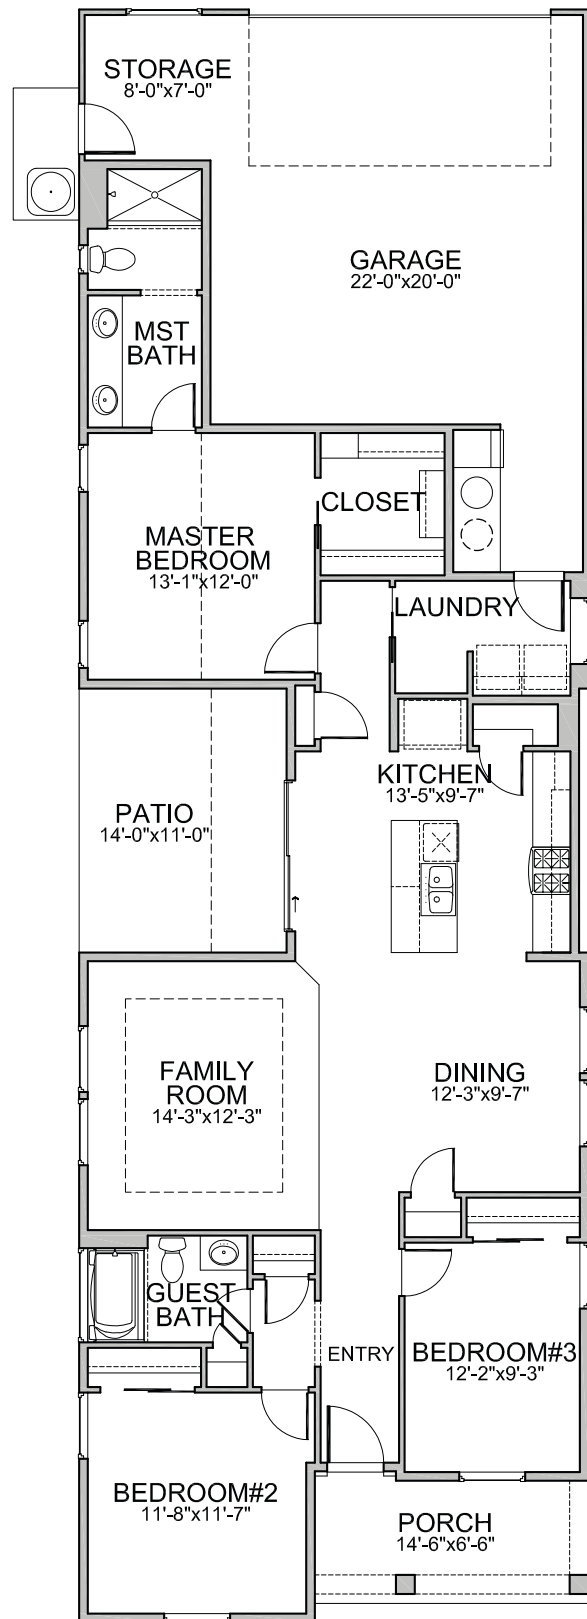 STORAGE
8'-0"x7'-0"
GARAGE
22'-0"x20'-0"
MST
BATH
CLOSET
MASTER
BEDROOM
13'-1"x12'-0"
LAUNDRY
KITCHEN
13'-5"x9'-7"
PATIO
14'-0"x11'-0"
FAMILY
ROOM
14'-3"x12'-3"
DINING
12'-3"x9'-7"
GUEST
BATH
ENTRY
BEDROOM#3
12'-2"x9'-3"
BEDROOM#2
11'-8"x11'-7"
PORCH
14'-6"x6'-6"